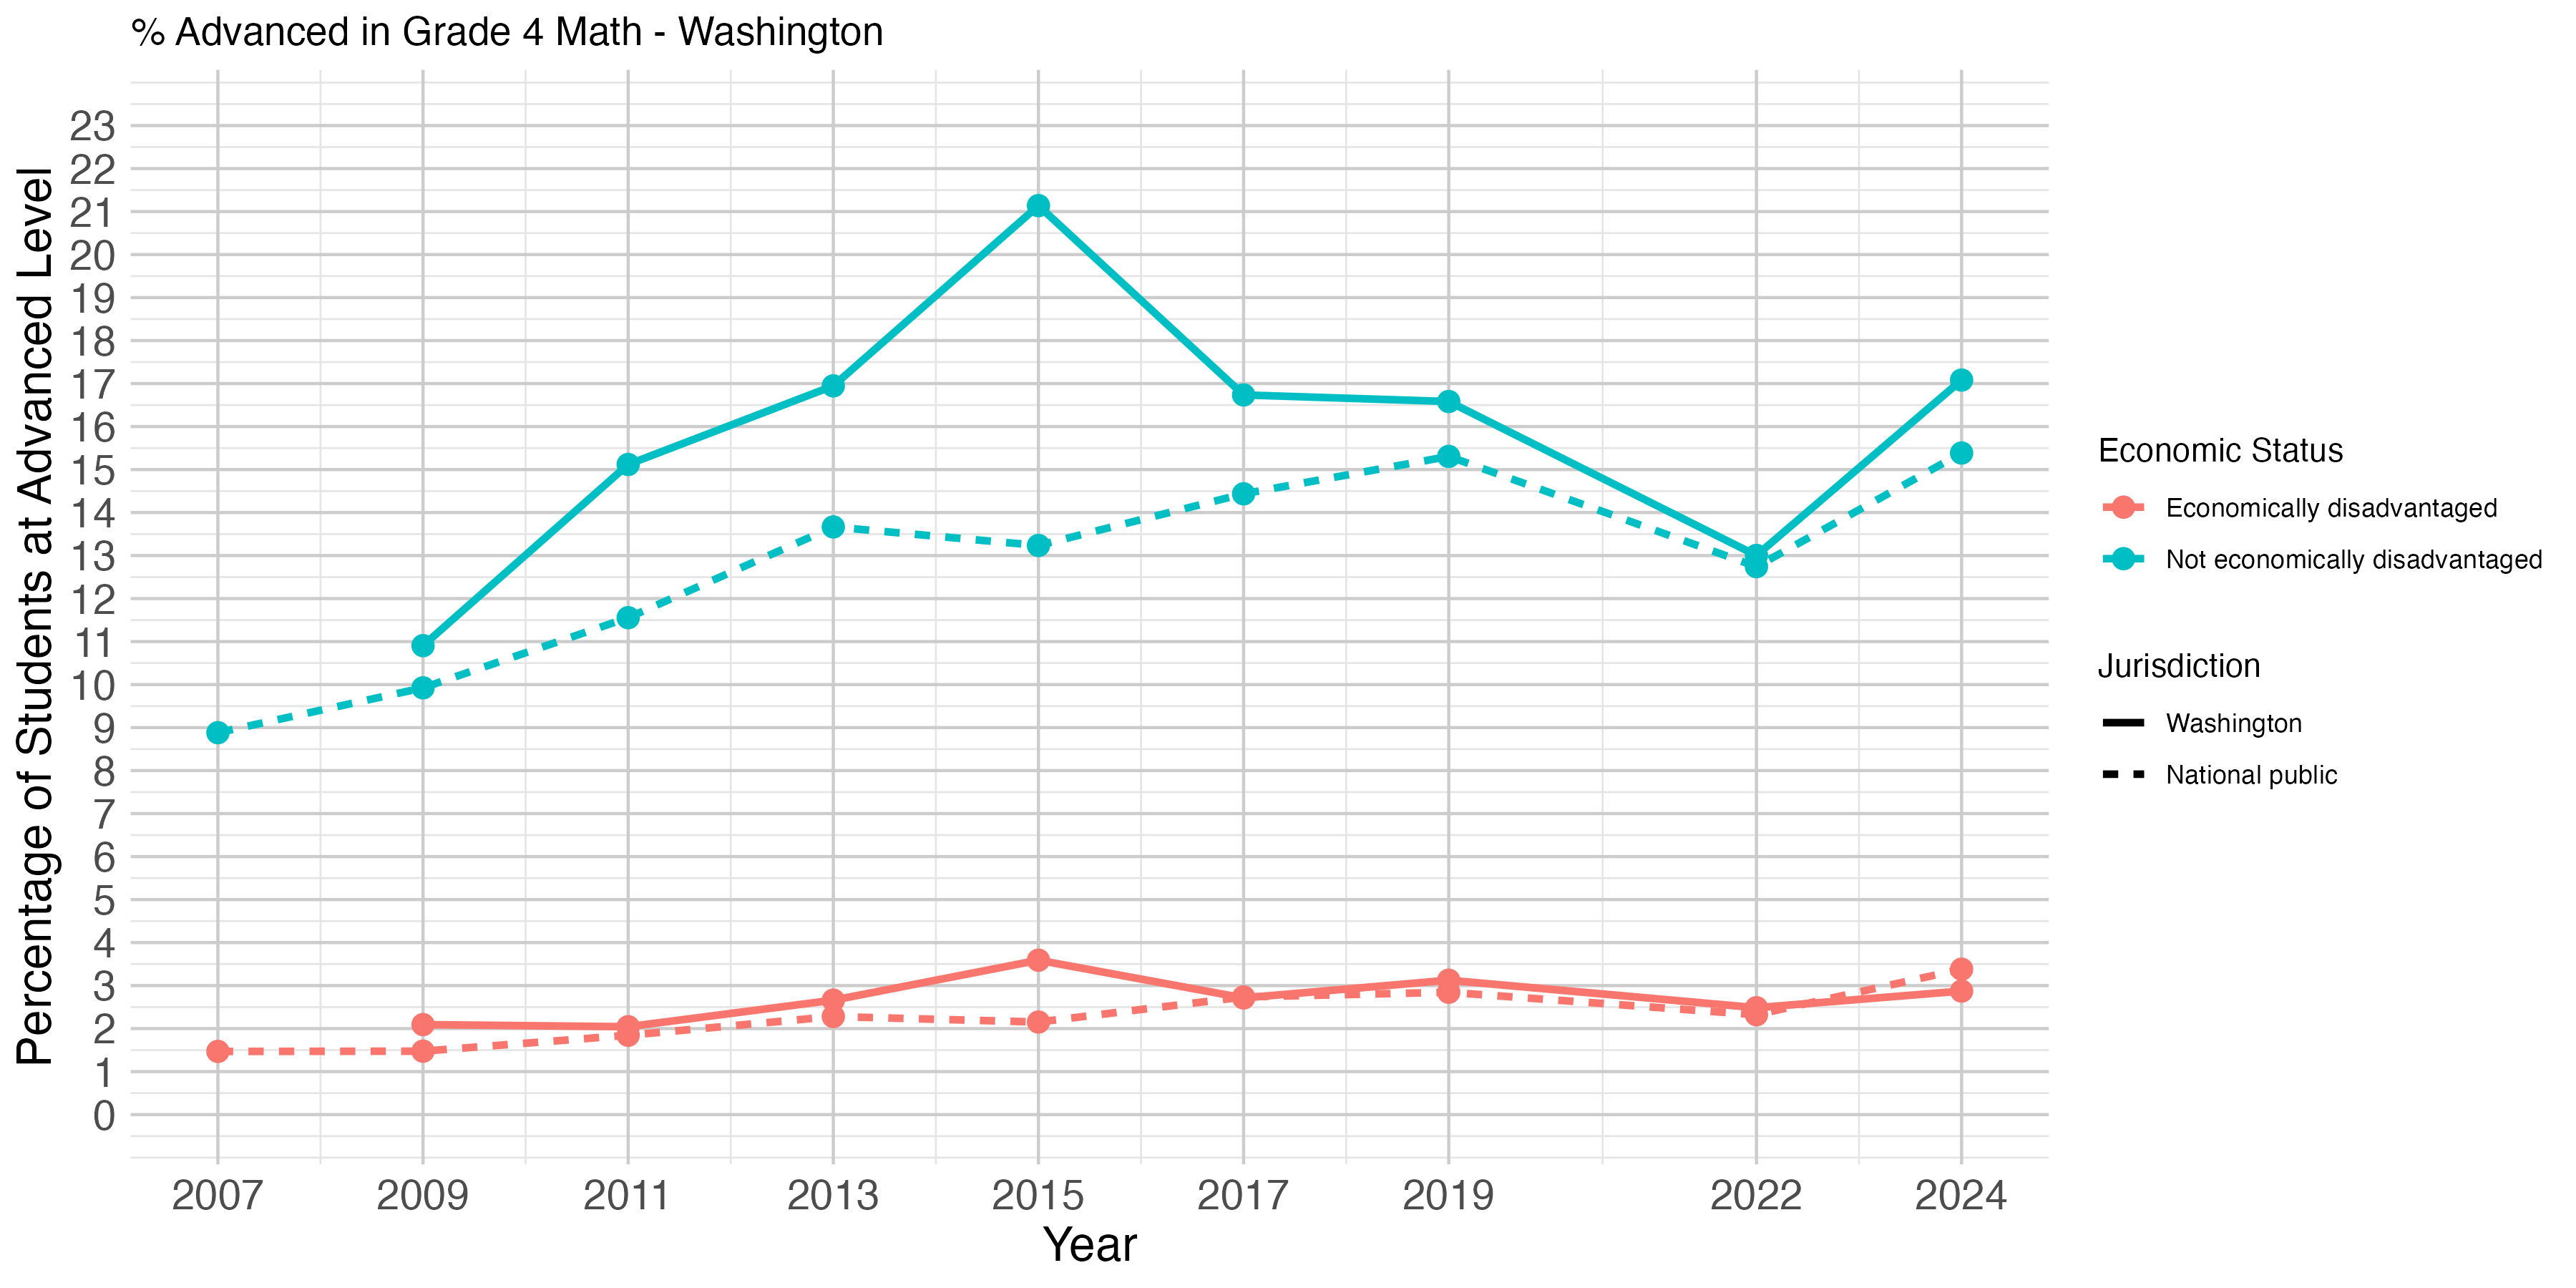 % Advanced in Grade 4 Math - Washington
Percentage of Students at Advanced Level
23
22
21
20
19
18
17
16
15
14
13
12
11
10
9
8
7
6
5
4
3
2
1
0
2007 2009 2011 2013 2015 2017 2019 2022 2024
Year
Economic Status
Economically disadvantaged
Not economically disadvantaged
Jurisdiction
Washington
National public